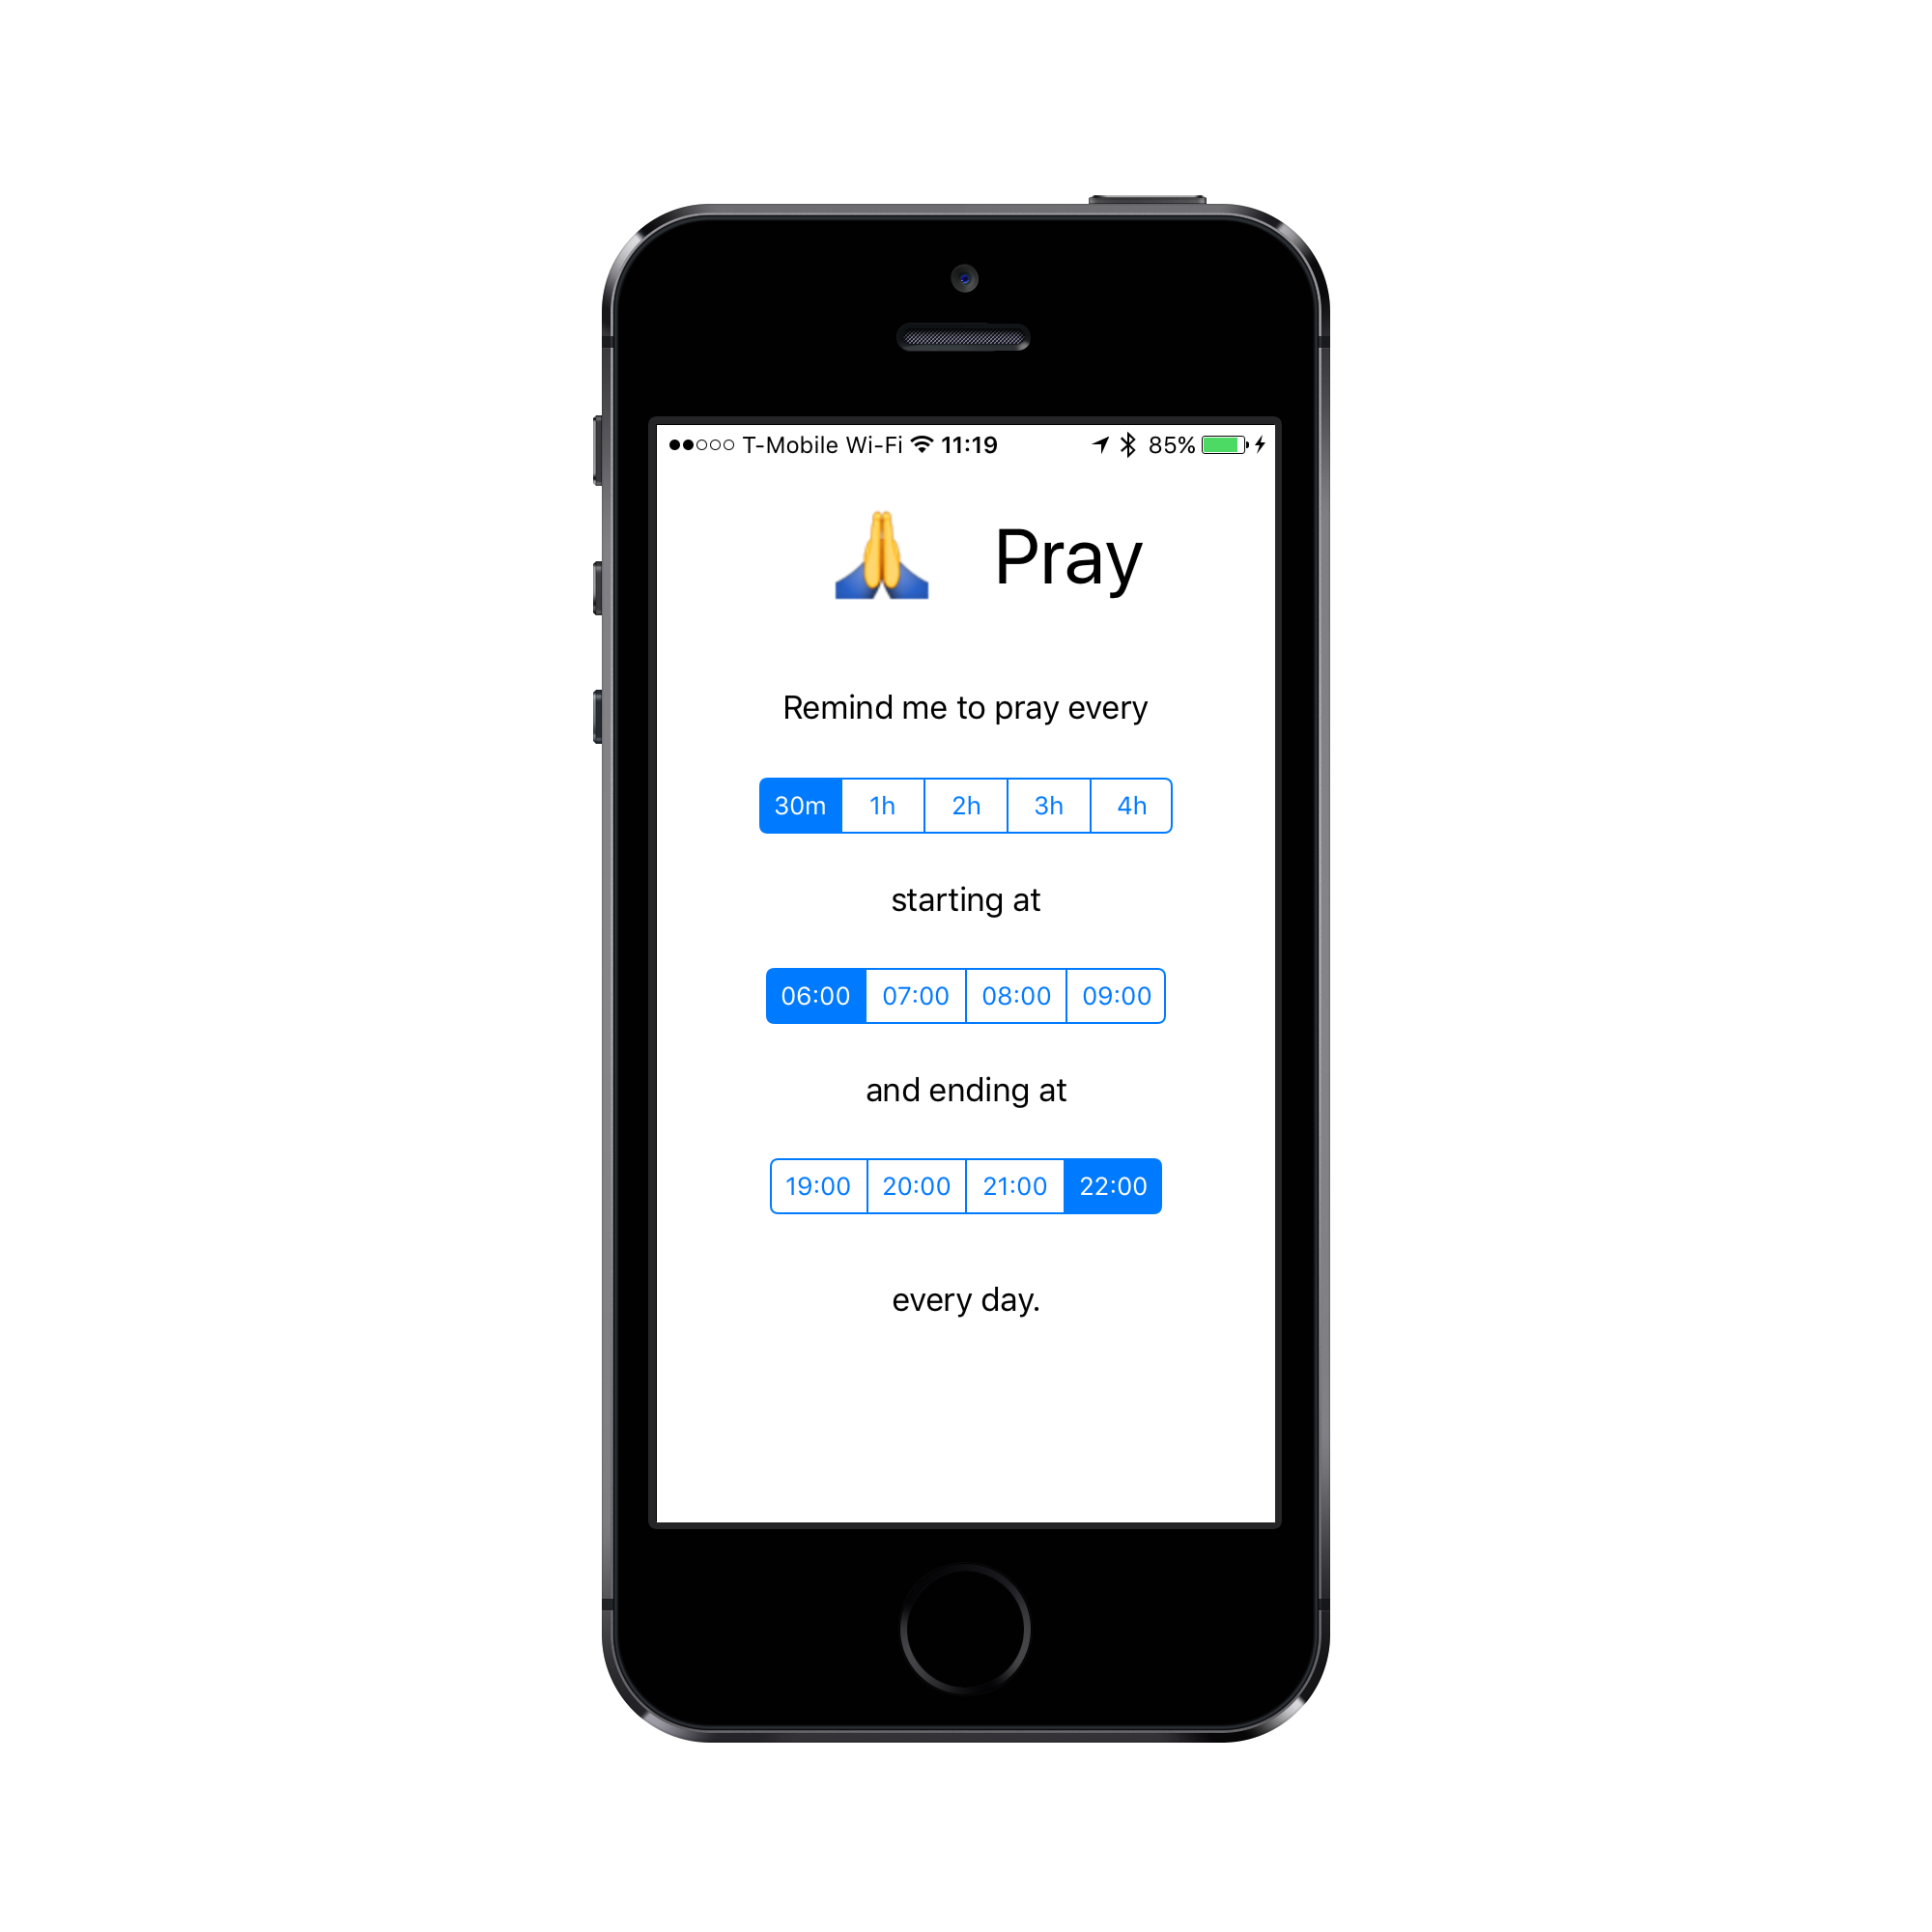 T-Mobile Wi-Fi 11:19 85%
🙏 Pray
Remind me to pray every
30m 1h 2h 3h 4h
starting at
06:00 07:00 08:00 09:00
and ending at
19:00 20:00 21:00 22:00
every day.